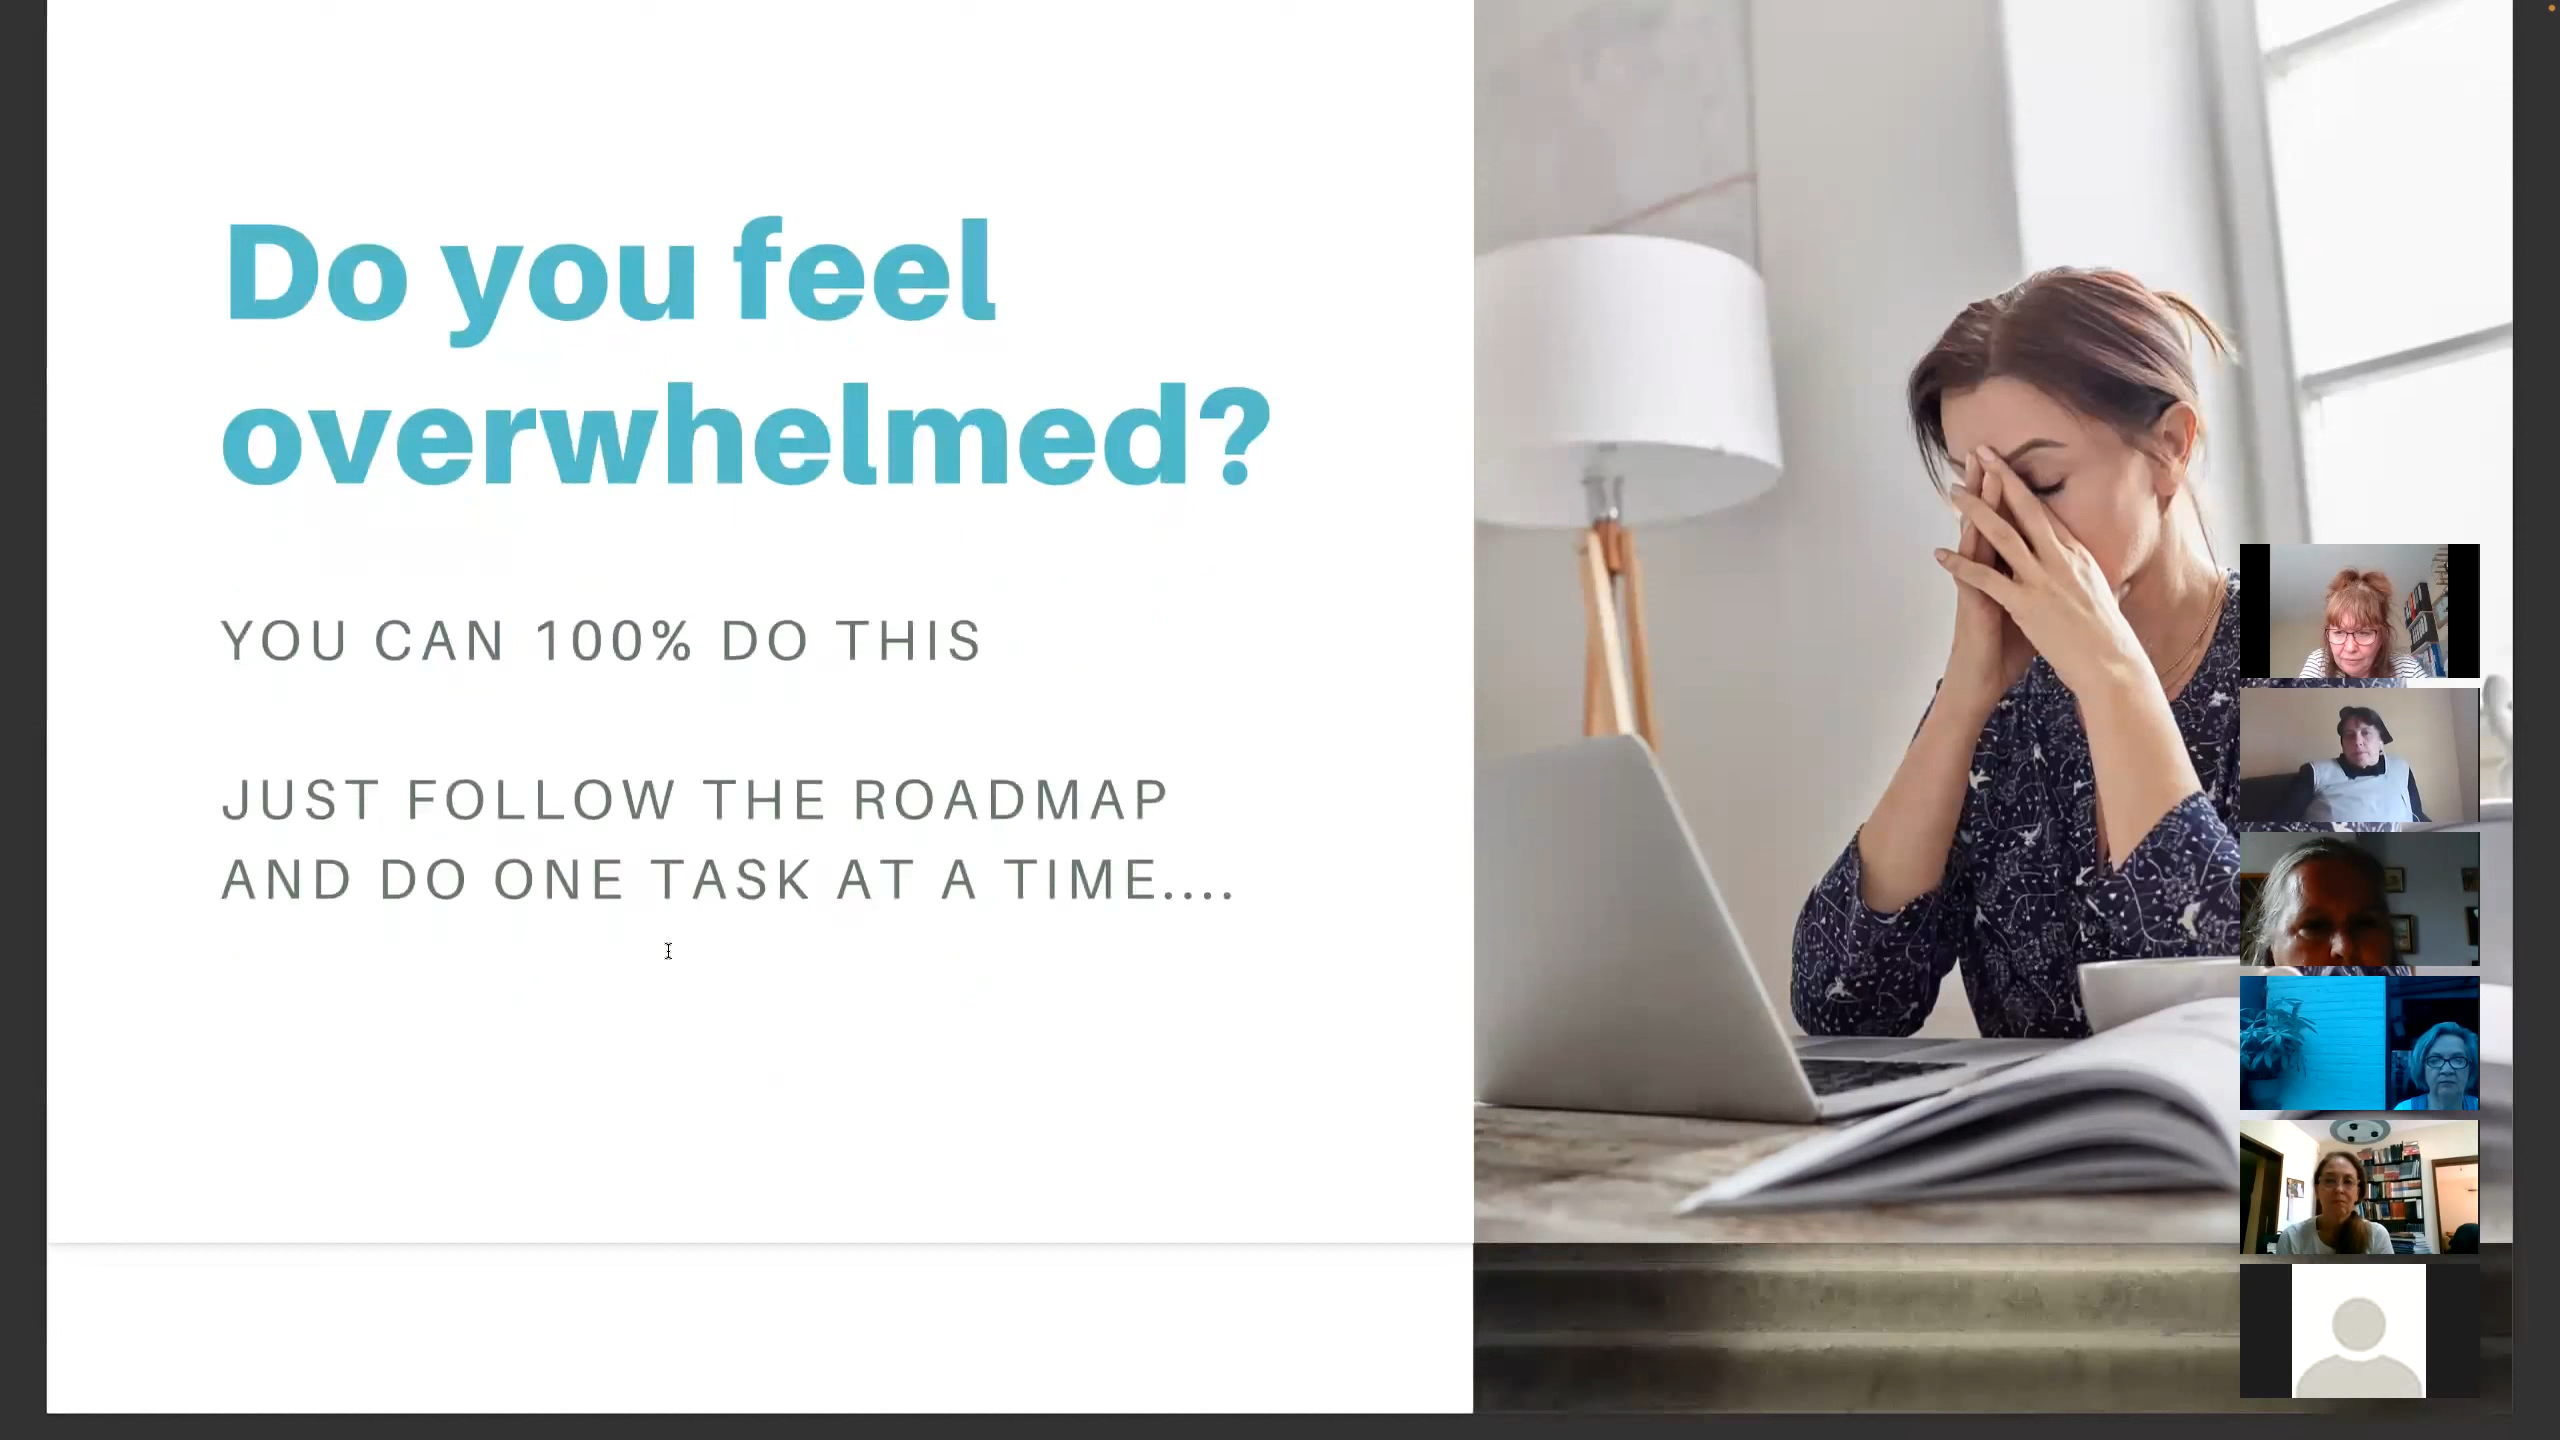 Do you feel
overwhelmed?
YOU CAN 100% DO THIS
JUST FOLLOW THE ROADMAP
AND DO ONE TASK AT A TIME....